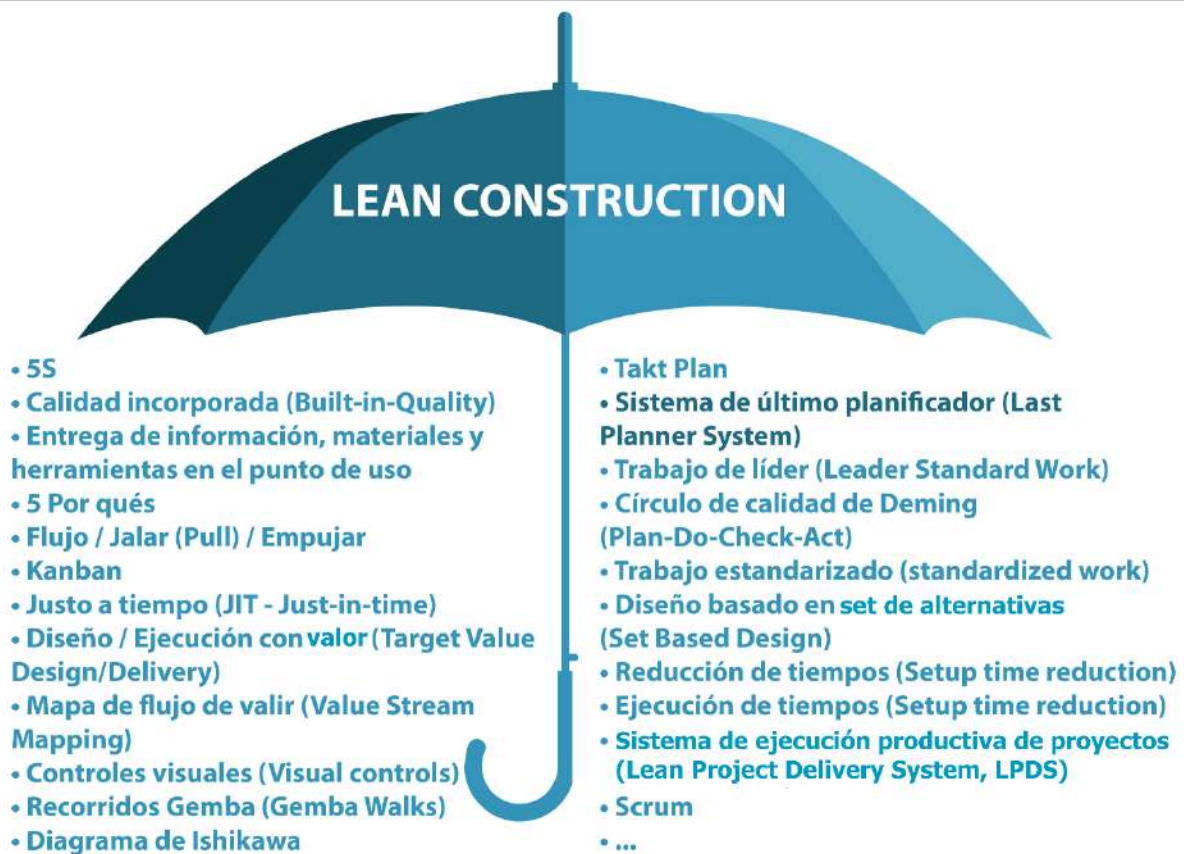 LEAN CONSTRUCTION
• 5S
• Calidad incorporada (Built-in-Quality)
• Entrega de información, materiales y
herramientas en el punto de uso
• 5 Por qués
• Flujo / Jalar (Pull) / Empujar
• Kanban
• Justo a tiempo (JIT - Just-in-time)
• Diseño / Ejecución con valor (Target Value
Design/Delivery)
• Mapa de flujo de valir (Value Stream
Mapping)
• Controles visuales (Visual controls)
• Recorridos Gemba (Gemba Walks)
• Diagrama de Ishikawa
• Takt Plan
• Sistema de último planificador (Last
Planner System)
• Trabajo de líder (Leader Standard Work)
• Círculo de calidad de Deming
(Plan-Do-Check-Act)
• Trabajo estandarizado (standardized work)
• Diseño basado en set de alternativas
(Set Based Design)
• Reducción de tiempos (Setup time reduction)
• Ejecución de tiempos (Setup time reduction)
• Sistema de ejecución productiva de proyectos
(Lean Project Delivery System, LPDS)
• Scrum
• ...